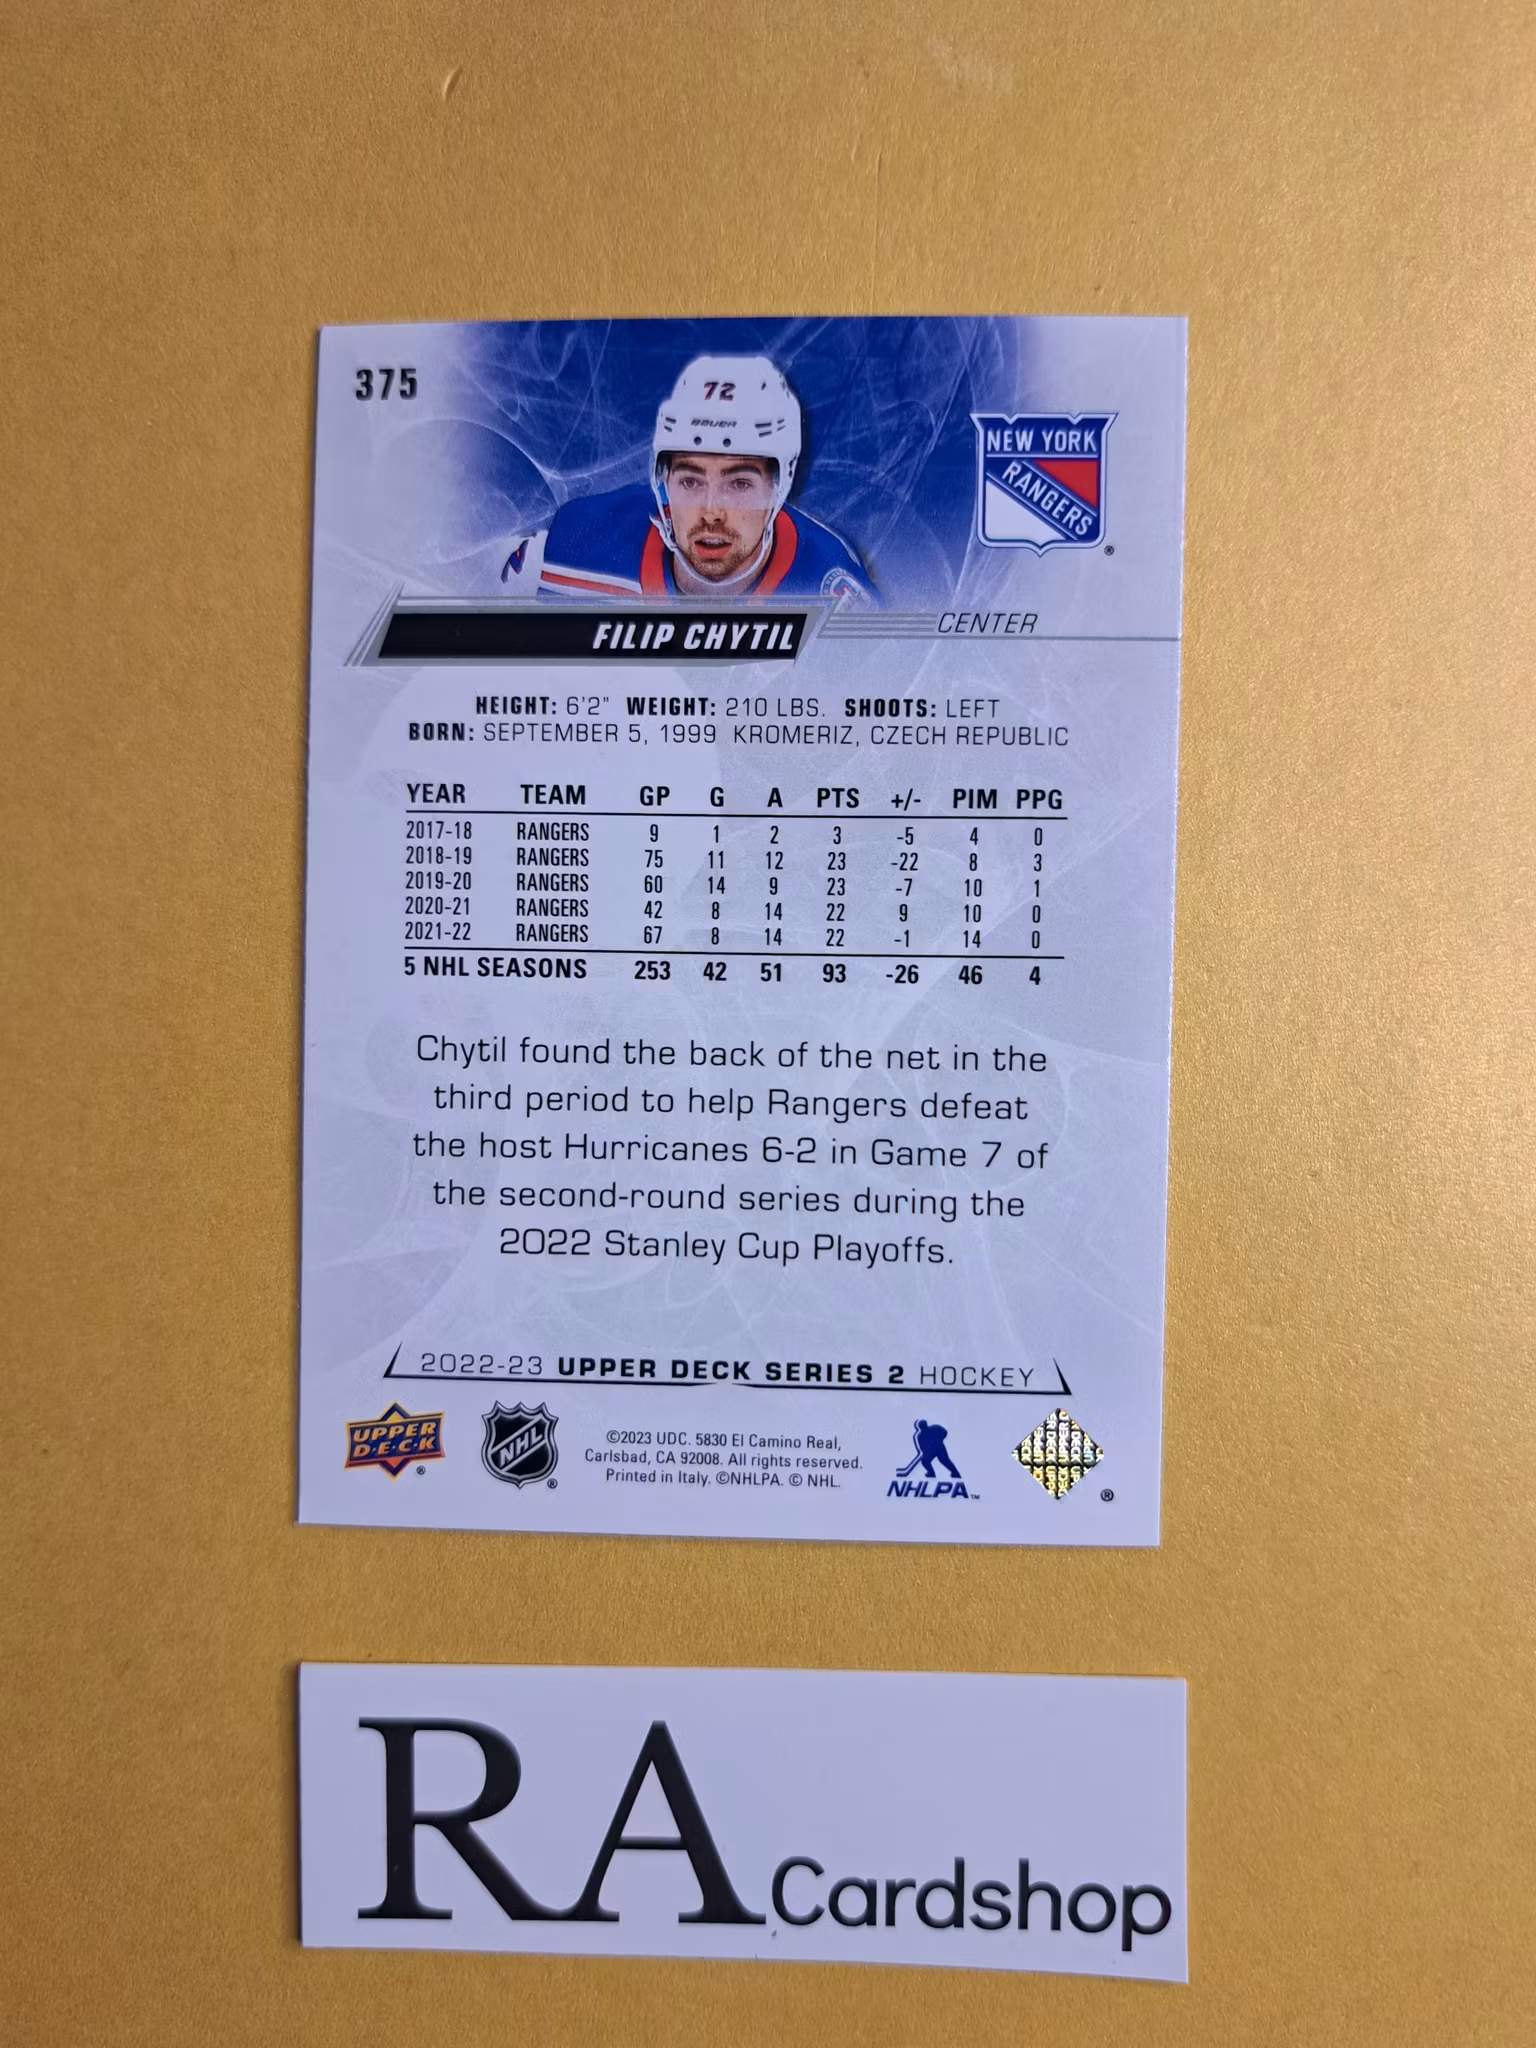 375
72
BAUER
NEW YORK
RANGERS
®
FILIP CHYTIL
CENTER
HEIGHT: 6'2" WEIGHT: 210 LBS. SHOOTS: LEFT
BORN: SEPTEMBER 5, 1999 KROMERIZ, CZECH REPUBLIC
YEAR TEAM GP G A PTS +/- PIM PPG
2017-18 RANGERS 9 1 2 3 -5 4 0
2018-19 RANGERS 75 11 12 23 -22 8 3
2019-20 RANGERS 60 14 9 23 -7 10 1
2020-21 RANGERS 42 8 14 22 9 10 0
2021-22 RANGERS 67 8 14 22 -1 14 0
5 NHL SEASONS 253 42 51 93 -26 46 4
Chytil found the back of the net in the
third period to help Rangers defeat
the host Hurricanes 6-2 in Game 7 of
the second-round series during the
2022 Stanley Cup Playoffs.
2022-23 UPPER DECK SERIES 2 HOCKEY
UPPER
D·E·C·K
®
NHL
®
©2023 UDC. 5830 El Camino Real,
Carlsbad, CA 92008. All rights reserved.
Printed in Italy. ©NHLPA. © NHL.
NHLPA™
®
RA Cardshop